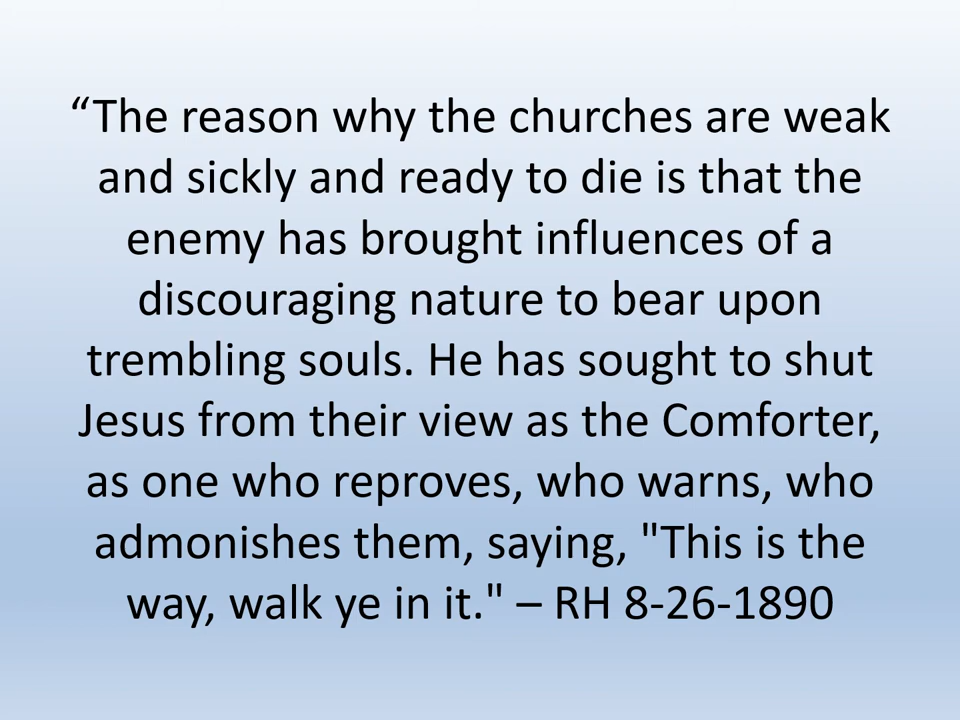 “The reason why the churches are weak
and sickly and ready to die is that the
enemy has brought influences of a
discouraging nature to bear upon
trembling souls. He has sought to shut
Jesus from their view as the Comforter,
as one who reproves, who warns, who
admonishes them, saying, "This is the
way, walk ye in it." – RH 8-26-1890